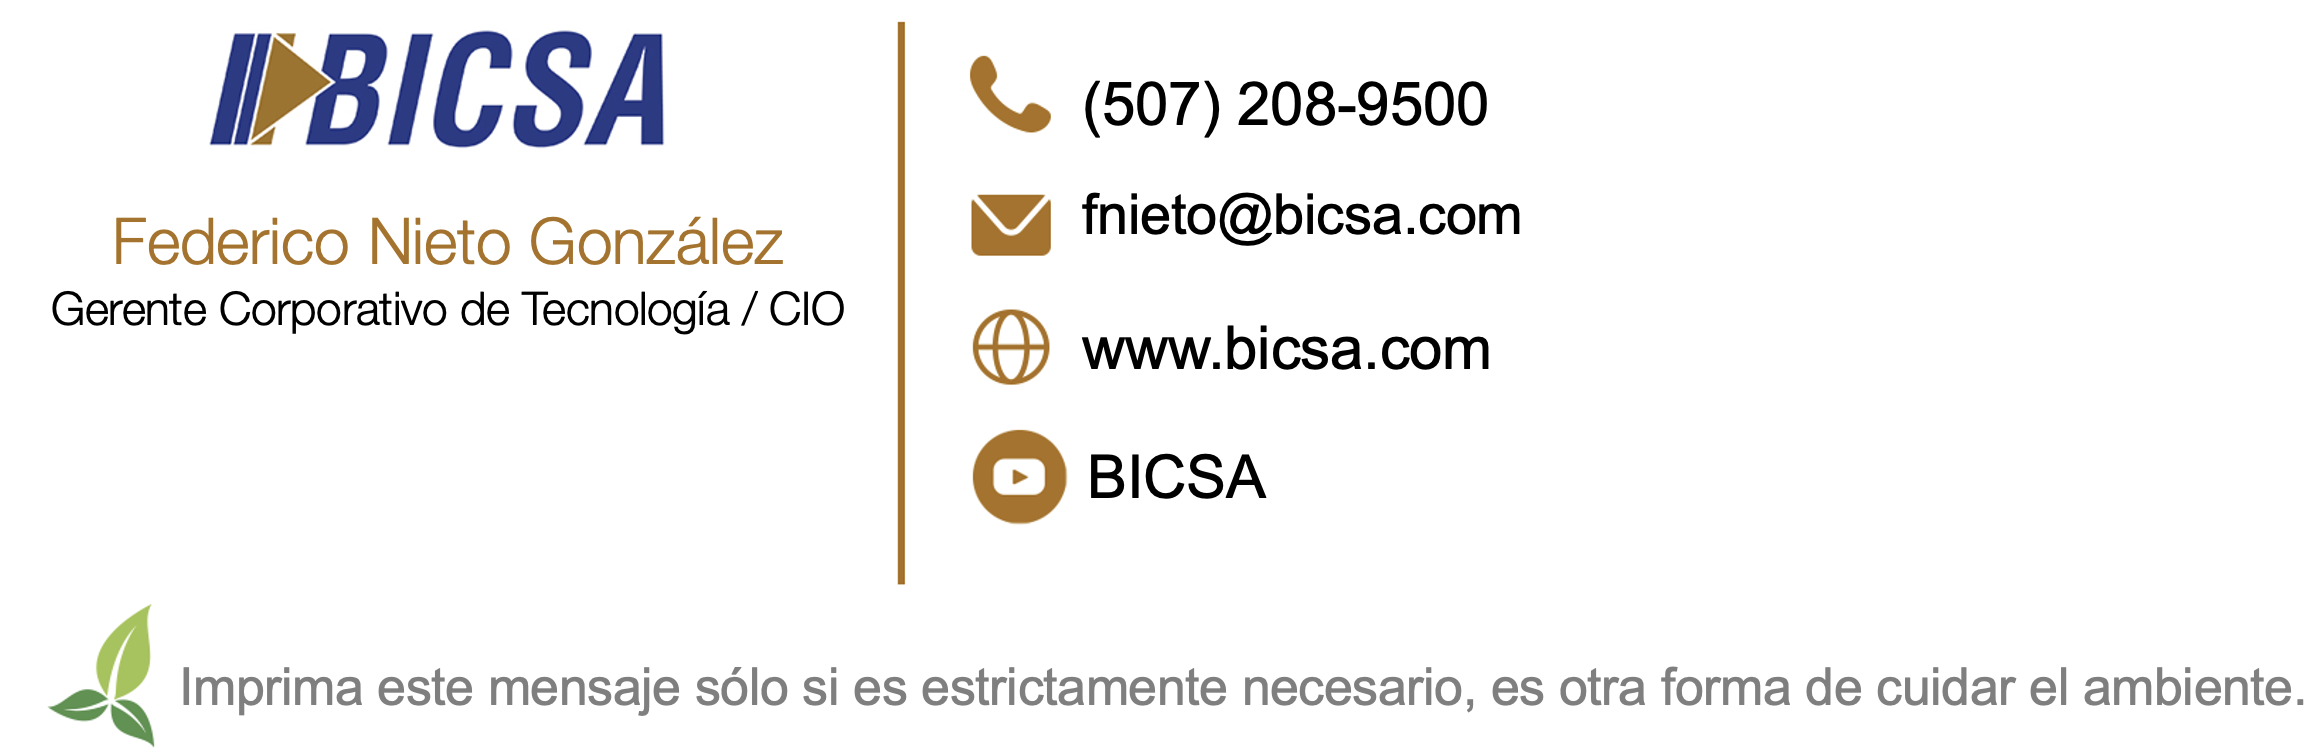 BICSA
Federico Nieto González
Gerente Corporativo de Tecnología / CIO
(507) 208-9500
fnieto@bicsa.com
www.bicsa.com
BICSA
Imprima este mensaje sólo si es estrictamente necesario, es otra forma de cuidar el ambiente.